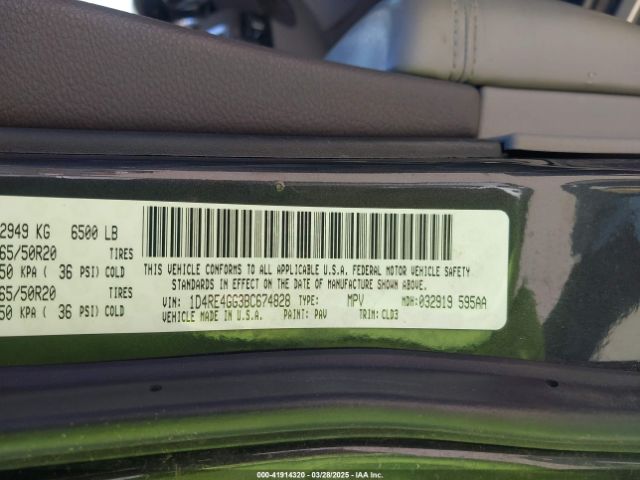 2949 KG 6500 LB
65/50R20 TIRES
50 KPA ( 36 PSI) COLD
65/50R20 TIRES
50 KPA ( 36 PSI) COLD
THIS VEHICLE CONFORMS TO ALL APPLICABLE U.S.A. FEDERAL MOTOR VEHICLE SAFETY
STANDARDS IN EFFECT ON THE DATE OF MANUFACTURE SHOWN ABOVE.
VIN: 1D4RE4GG3BC674828 TYPE: MPV MDH:032919 595AA
VEHICLE MADE IN U.S.A. PAINT: PAV TRIM: CLD3
000-41914320 | 03/28/2025 - IAA Inc.